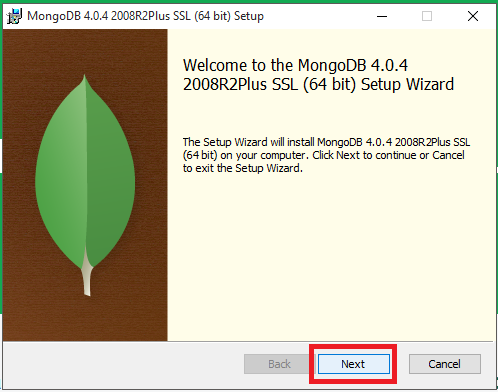 MongoDB 4.0.4 2008R2Plus SSL (64 bit) Setup
Welcome to the MongoDB 4.0.4
2008R2Plus SSL (64 bit) Setup Wizard
The Setup Wizard will install MongoDB 4.0.4 2008R2Plus SSL
(64 bit) on your computer. Click Next to continue or Cancel
to exit the Setup Wizard.
Back Next Cancel